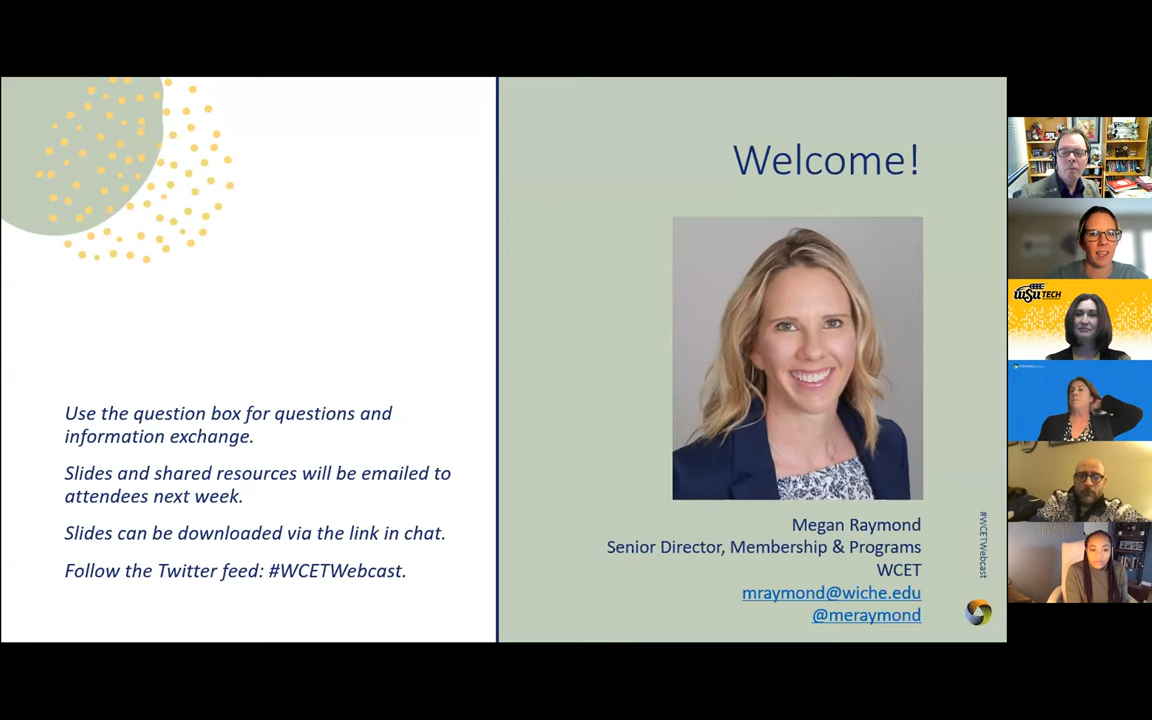 Use the question box for questions and
information exchange.
Slides and shared resources will be emailed to
attendees next week.
Slides can be downloaded via the link in chat.
Follow the Twitter feed: #WCETWebcast.
Welcome!
Megan Raymond
Senior Director, Membership & Programs
WCET
mraymond@wiche.edu
@meraymond
#WCETWebcast
WSU TECH